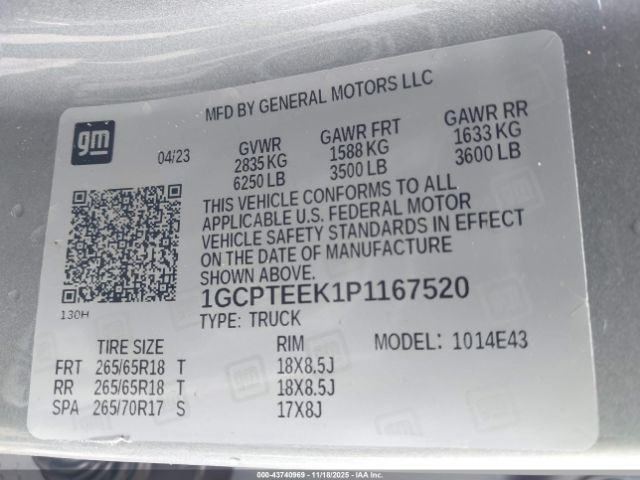 MFD BY GENERAL MOTORS LLC
gm
04/23
GVWR GAWR FRT GAWR RR
2835 KG 1588 KG 1633 KG
6250 LB 3500 LB 3600 LB
THIS VEHICLE CONFORMS TO ALL
APPLICABLE U.S. FEDERAL MOTOR
VEHICLE SAFETY STANDARDS IN EFFECT
ON THE DATE OF MANUFACTURE
SHOWN ABOVE.
1GCPTEEK1P1167520
130H
TYPE: TRUCK
TIRE SIZE RIM MODEL: 1014E43
FRT 265/65R18 T 18X8.5J
RR 265/65R18 T 18X8.5J
SPA 265/70R17 S 17X8J
000-43740969 | 11/18/2025 - IAA, Inc.